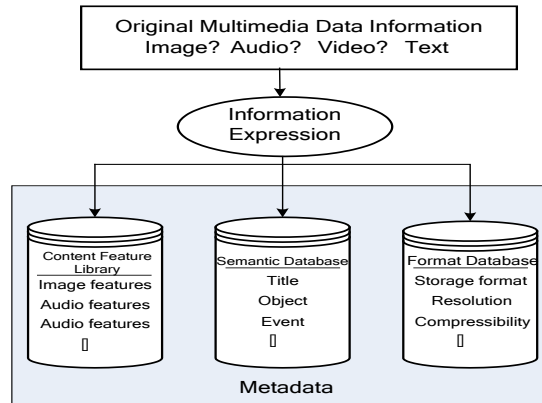 Original Multimedia Data Information
Image? Audio? Video? Text
Information
Expression
Content Feature
Library
Image features
Audio features
Audio features
[]
Semantic Database
Title
Object
Event
[]
Format Database
Storage format
Resolution
Compressibility
[]
Metadata